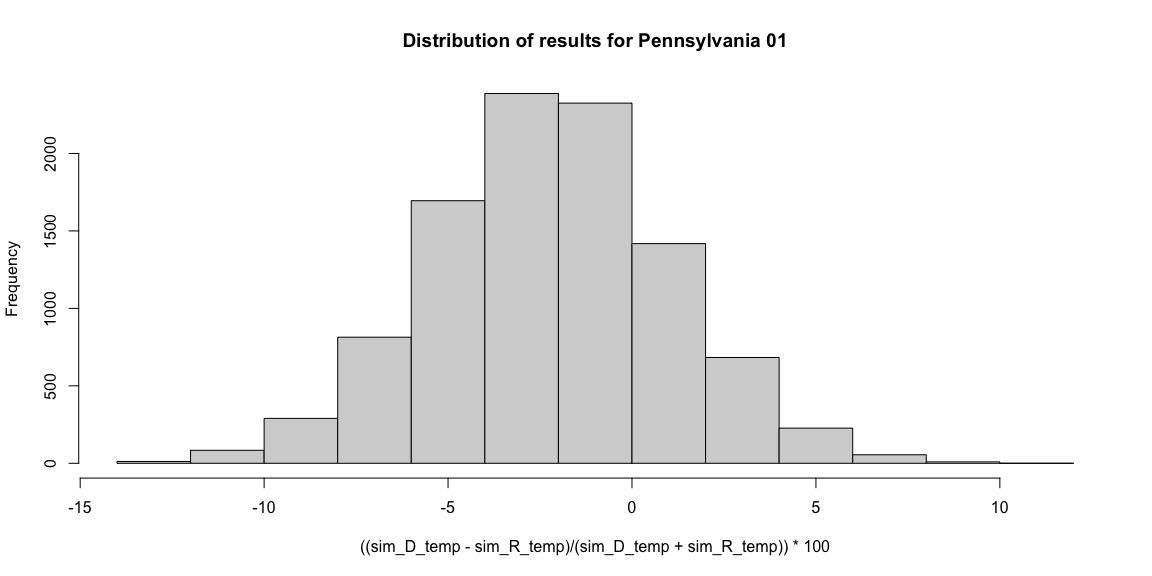 Distribution of results for Pennsylvania 01
Frequency
2000
1500
1000
500
0
-15 -10 -5 0 5 10
((sim_D_temp - sim_R_temp)/(sim_D_temp + sim_R_temp)) * 100